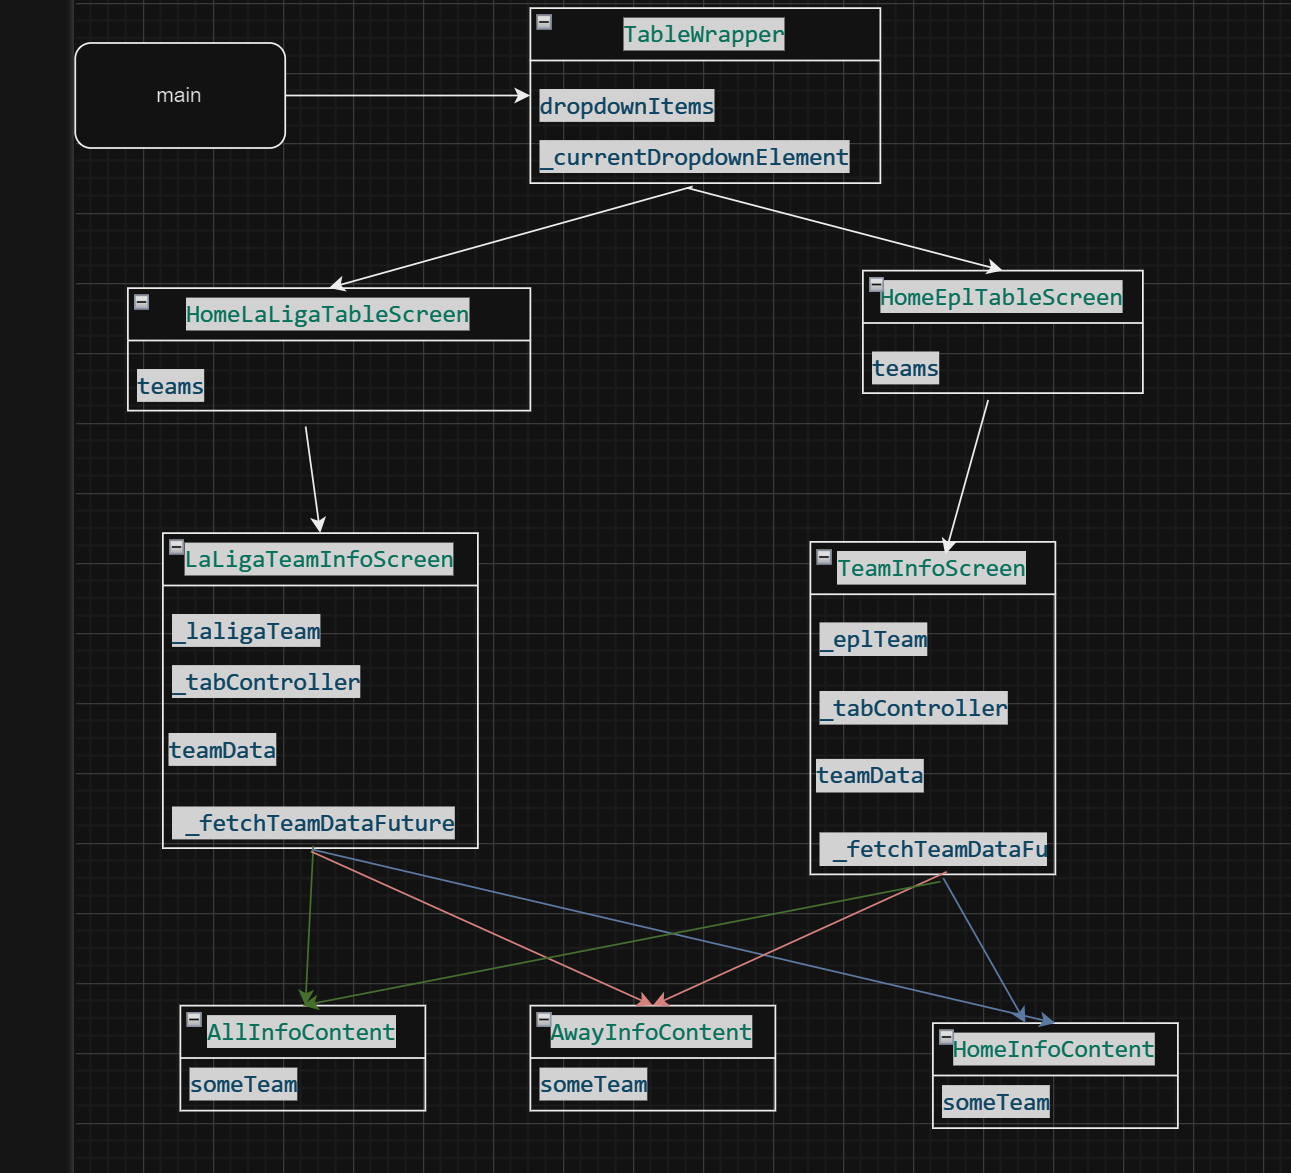 TableWrapper
main
dropdownItems
_currentDropdownElement
HomeLaLigaTableScreen
teams
HomeEplTableScreen
teams
LaLigaTeamInfoScreen
_laligaTeam
_tabController
teamData
_fetchTeamDataFuture
TeamInfoScreen
_eplTeam
_tabController
teamData
_fetchTeamDataFu
AllInfoContent
someTeam
AwayInfoContent
someTeam
HomeInfoContent
someTeam